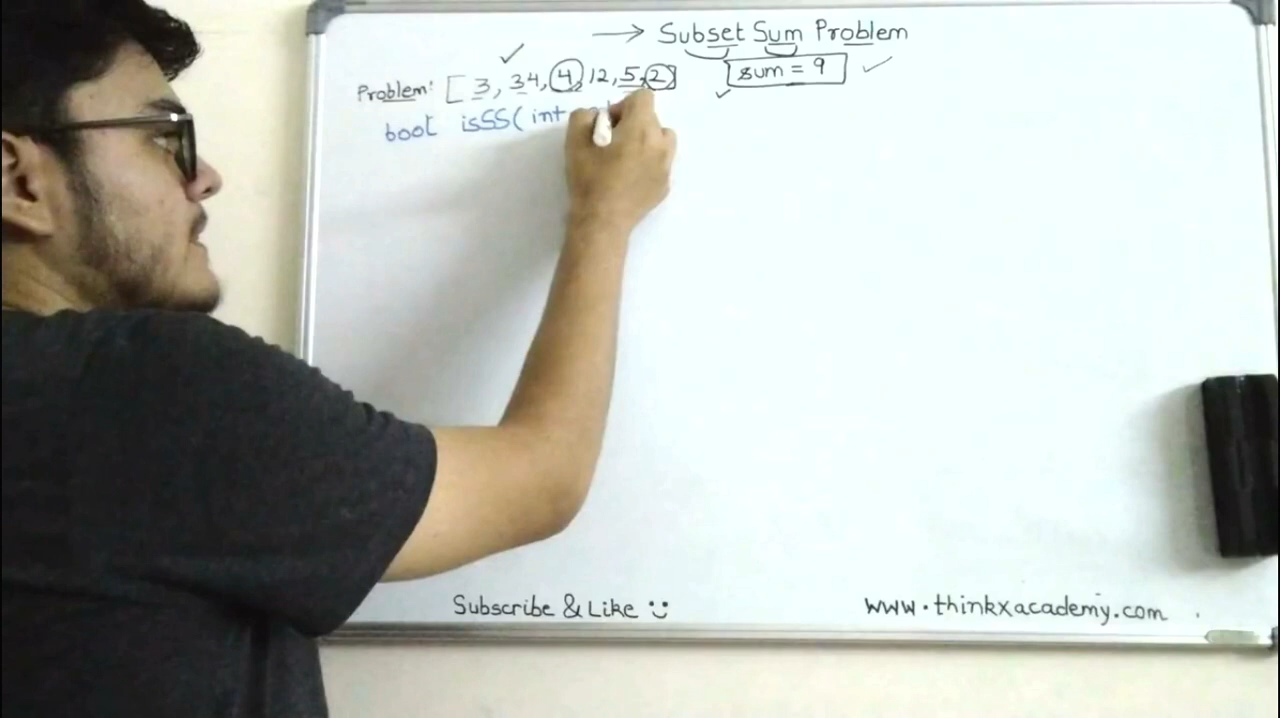 → Subset Sum Problem
Problem: [ 3, 34, 4, 12, 5, 2] sum = 9
bool isSS( int
Subscribe & Like
www.thinkxacademy.com